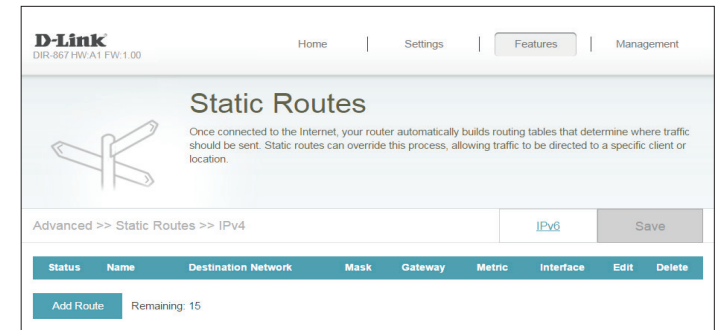 D-Link
DIR-867 HW:A1 FW:1.00
Home | Settings | Features | Management
Static Routes
Once connected to the Internet, your router automatically builds routing tables that determine where traffic
should be sent. Static routes can override this process, allowing traffic to be directed to a specific client or
location.
Advanced >> Static Routes >> IPv4
IPv6
Save
Status Name Destination Network Mask Gateway Metric Interface Edit Delete
Add Route Remaining: 15